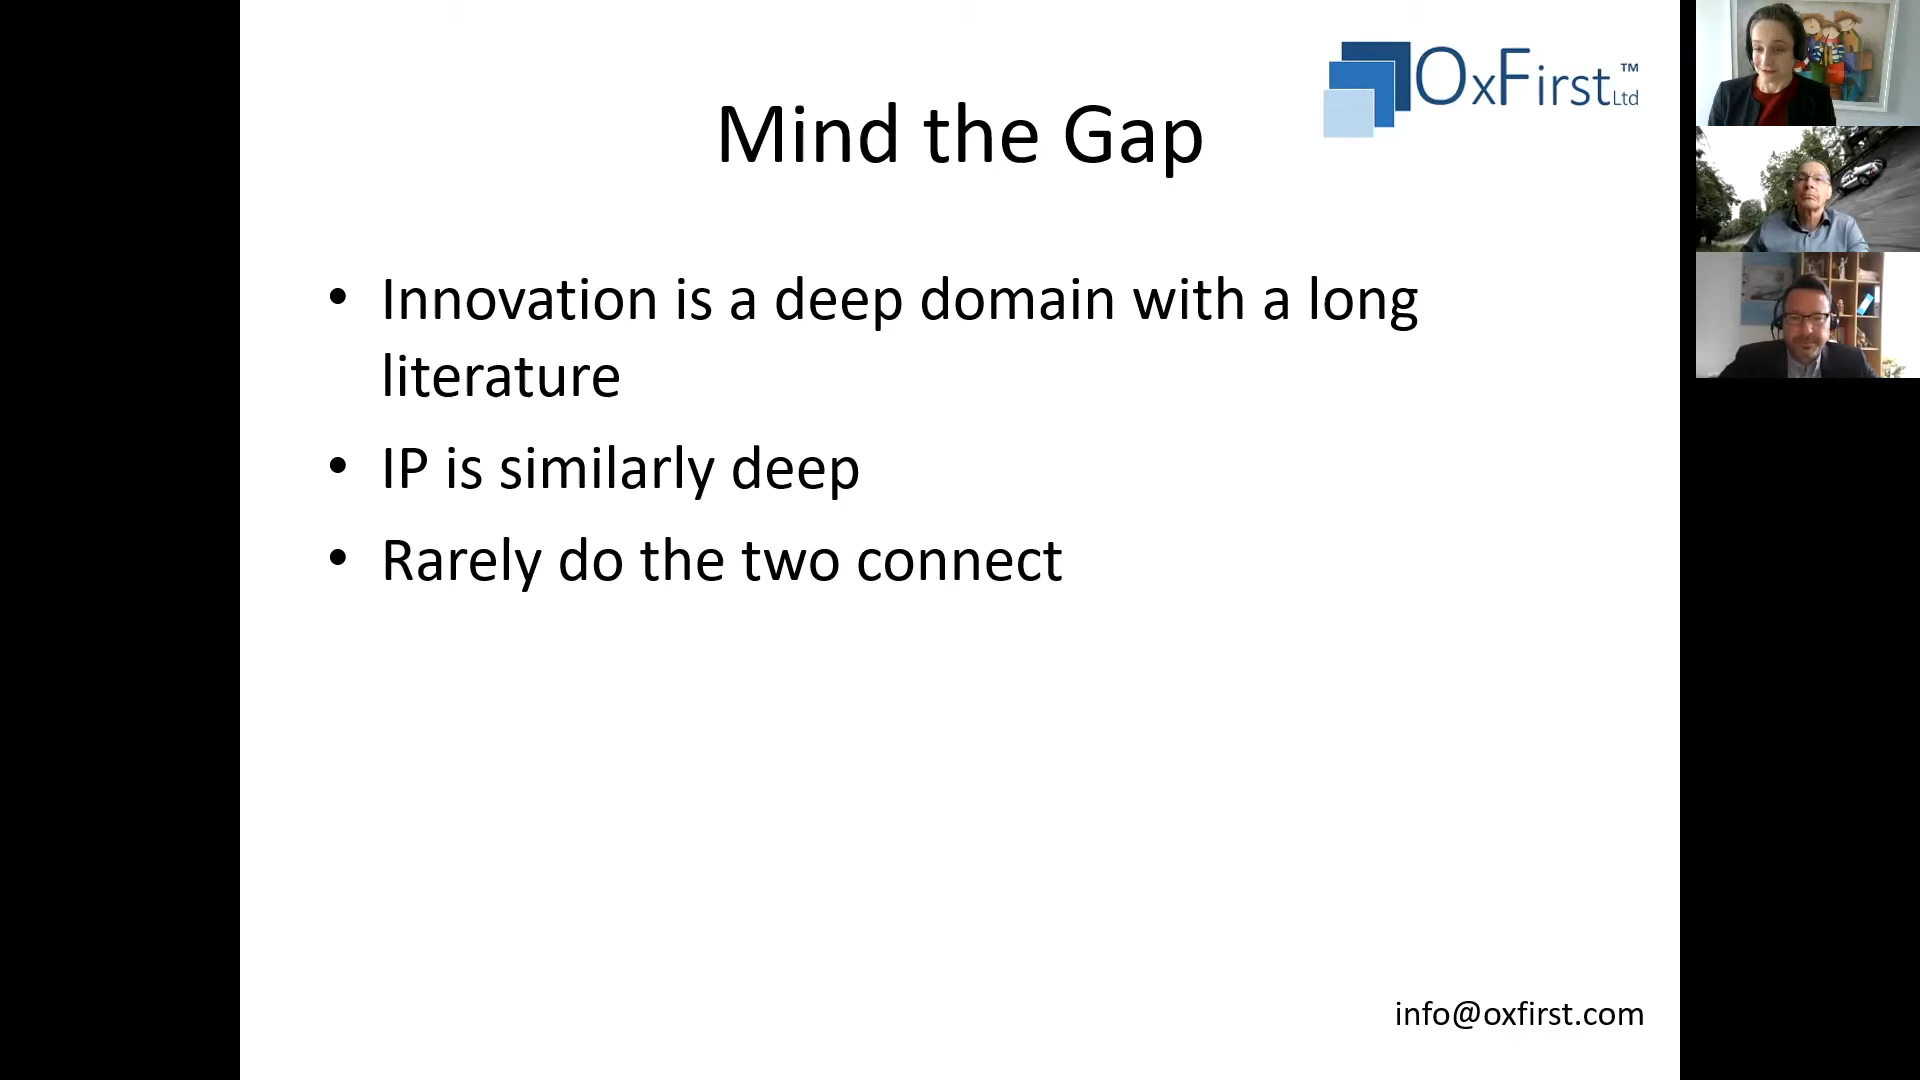 OxFirst™
Ltd
Mind the Gap
• Innovation is a deep domain with a long
literature
• IP is similarly deep
• Rarely do the two connect
info@oxfirst.com